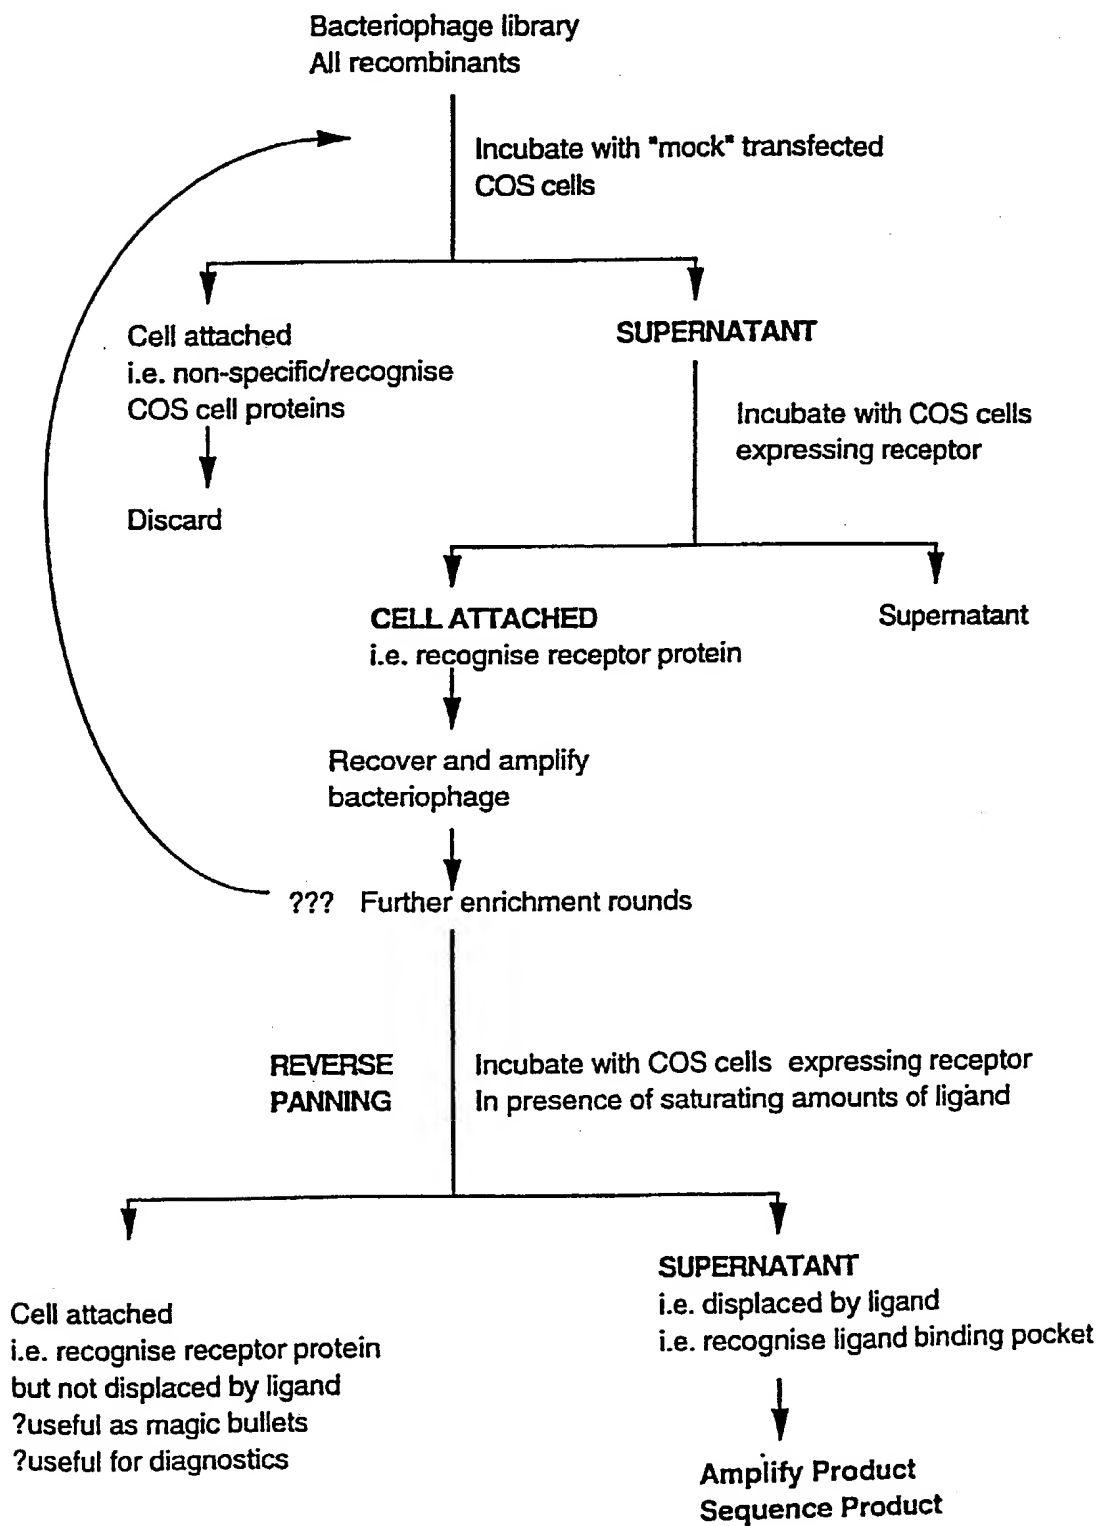 Bacteriophage library
All recombinants
Incubate with "mock" transfected
COS cells
Cell attached
i.e. non-specific/recognise
COS cell proteins
SUPERNATANT
Incubate with COS cells
expressing receptor
Discard
CELL ATTACHED
i.e. recognise receptor protein
Supernatant
Recover and amplify
bacteriophage
??? Further enrichment rounds
REVERSE
PANNING
Incubate with COS cells expressing receptor
In presence of saturating amounts of ligand
Cell attached
i.e. recognise receptor protein
but not displaced by ligand
?useful as magic bullets
?useful for diagnostics
SUPERNATANT
i.e. displaced by ligand
i.e. recognise ligand binding pocket
Amplify Product
Sequence Product